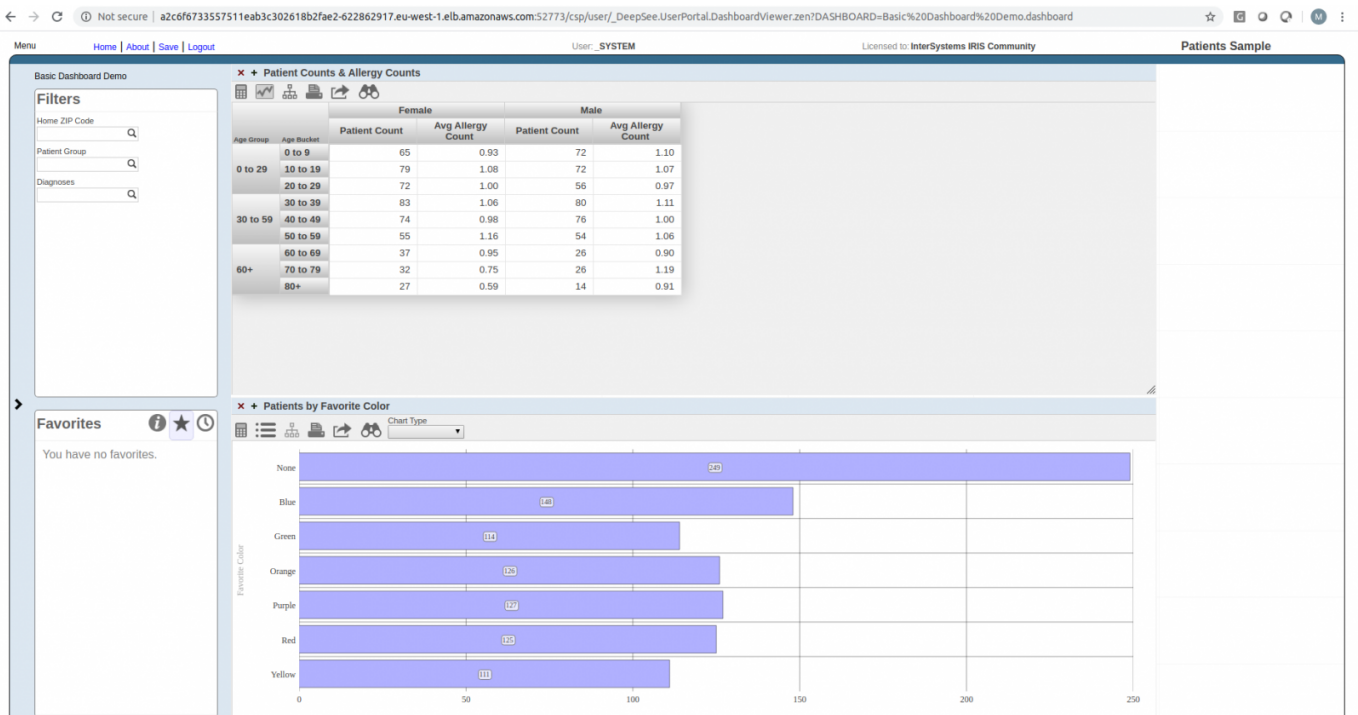 Not secure | a2c6f6733557511eab3c302618b2fae2-622862917.eu-west-1.elb.amazonaws.com:52773/csp/user/_DeepSee.UserPortal.DashboardViewer.zen?DASHBOARD=Basic%20Dashboard%20Demo.dashboard M
Menu Home | About | Save | Logout User: _SYSTEM Licensed to: InterSystems IRIS Community Patients Sample
Basic Dashboard Demo
Filters
Home ZIP Code
Patient Group
Diagnoses
Favorites
You have no favorites.
Patient Counts & Allergy Counts
Female Male
Age Group Age Bucket Patient Count Avg Allergy Count Patient Count Avg Allergy Count
0 to 29 0 to 9 65 0.93 72 1.10
10 to 19 79 1.08 72 1.07
20 to 29 72 1.00 56 0.97
30 to 59 30 to 39 83 1.06 80 1.11
40 to 49 74 0.98 76 1.00
50 to 59 55 1.16 54 1.06
60+ 60 to 69 37 0.95 26 0.90
70 to 79 32 0.75 26 1.19
80+ 27 0.59 14 0.91
Patients by Favorite Color
Chart Type
Favorite Color
None 249
Blue 148
Green 114
Orange 126
Purple 127
Red 125
Yellow 111
0 50 100 150 200 250